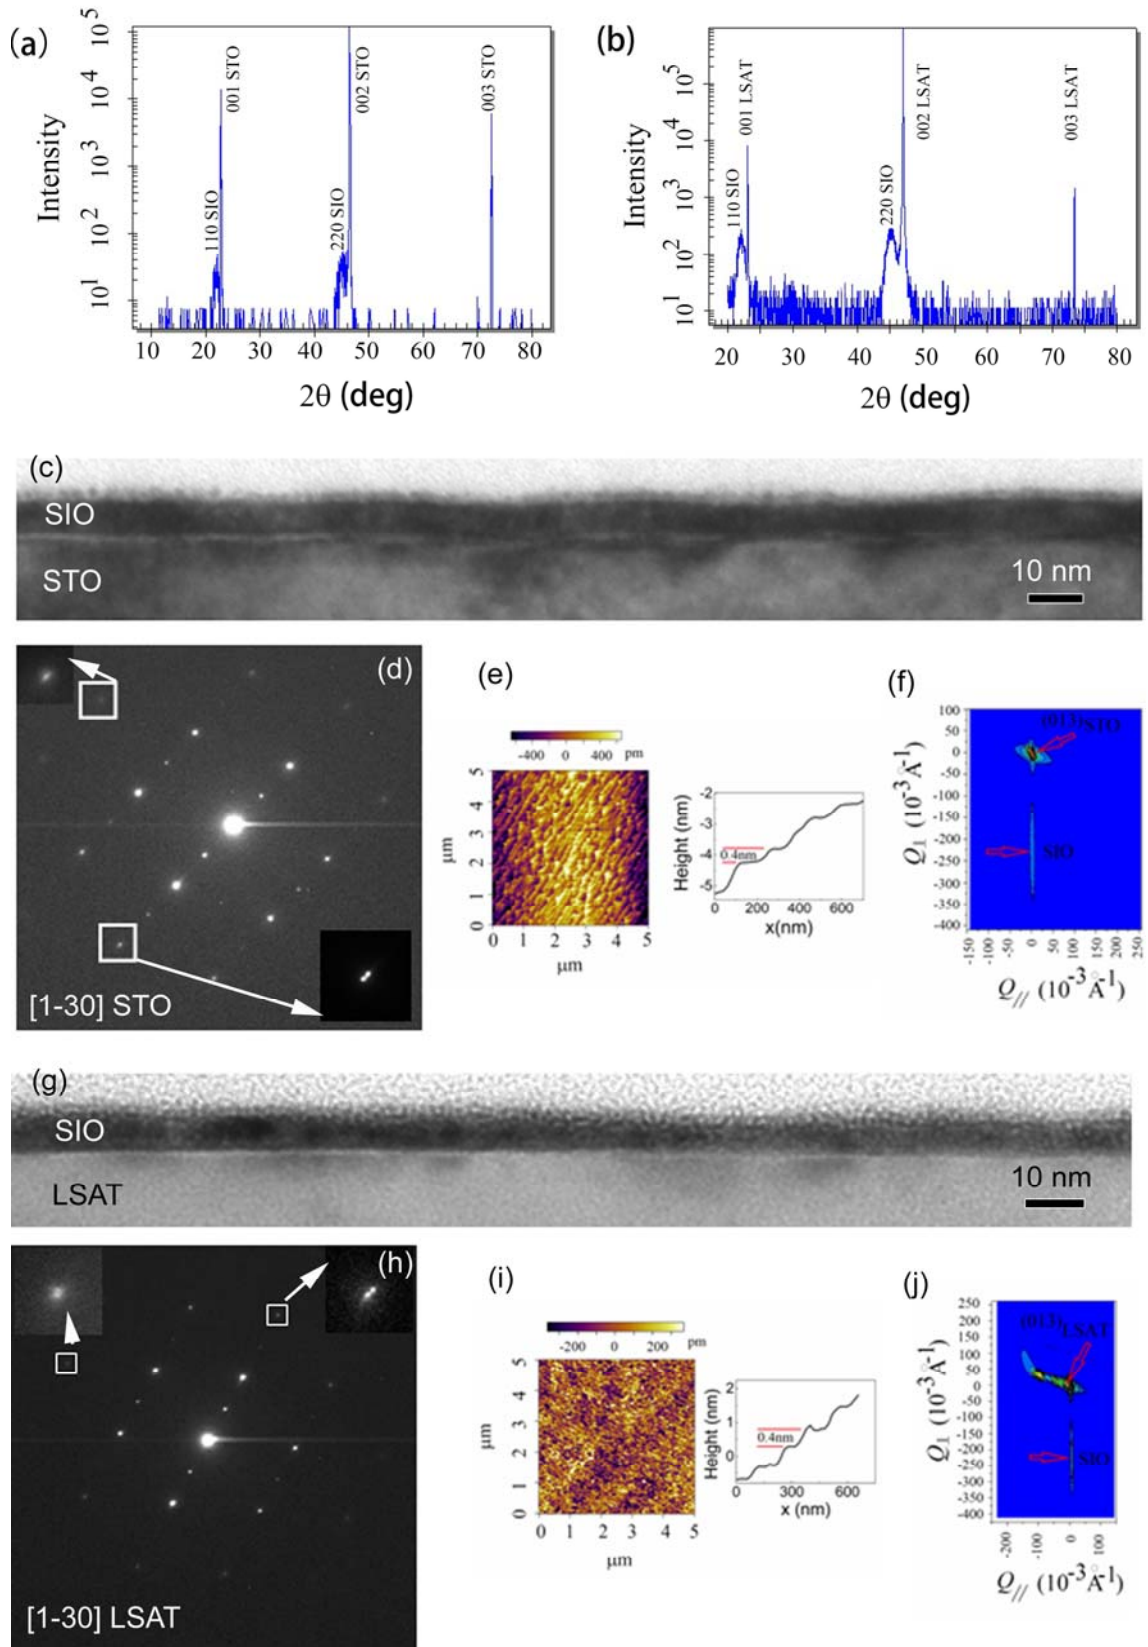 (a)
Intensity
10^5
10^4
10^3
10^2
10^1
110 SIO
001 STO
220 SIO
002 STO
003 STO
10 20 30 40 50 60 70 80
2θ (deg)
(b)
Intensity
10^5
10^4
10^3
10^2
10^1
110 SIO
001 LSAT
220 SIO
002 LSAT
003 LSAT
20 30 40 50 60 70 80
2θ (deg)
(c)
SIO
STO
10 nm
(d)
[1-30] STO
(e)
-400 0 400 pm
5
4
3
2
1
0
μm
0 1 2 3 4 5
μm
Height (nm)
-2
-3
-4
-5
0.4nm
0 200 400 600
x(nm)
(f)
Q⊥ (10^-3 Å^-1)
100
50
0
-50
-100
-150
-200
-250
-300
-350
-400
(013)STO
SIO
-150 -100 -50 0 50 100 150 200 250
Q// (10^-3 Å^-1)
(g)
SIO
LSAT
10 nm
(h)
[1-30] LSAT
(i)
-200 0 200 pm
5
4
3
2
1
0
μm
0 1 2 3 4 5
μm
Height (nm)
2
1
0
0.4nm
0 300 600
x (nm)
(j)
Q⊥ (10^-3 Å^-1)
250
200
150
100
50
0
-50
-100
-150
-200
-250
-300
-350
-400
(013)LSAT
SIO
-200 -100 0 100
Q// (10^-3 Å^-1)